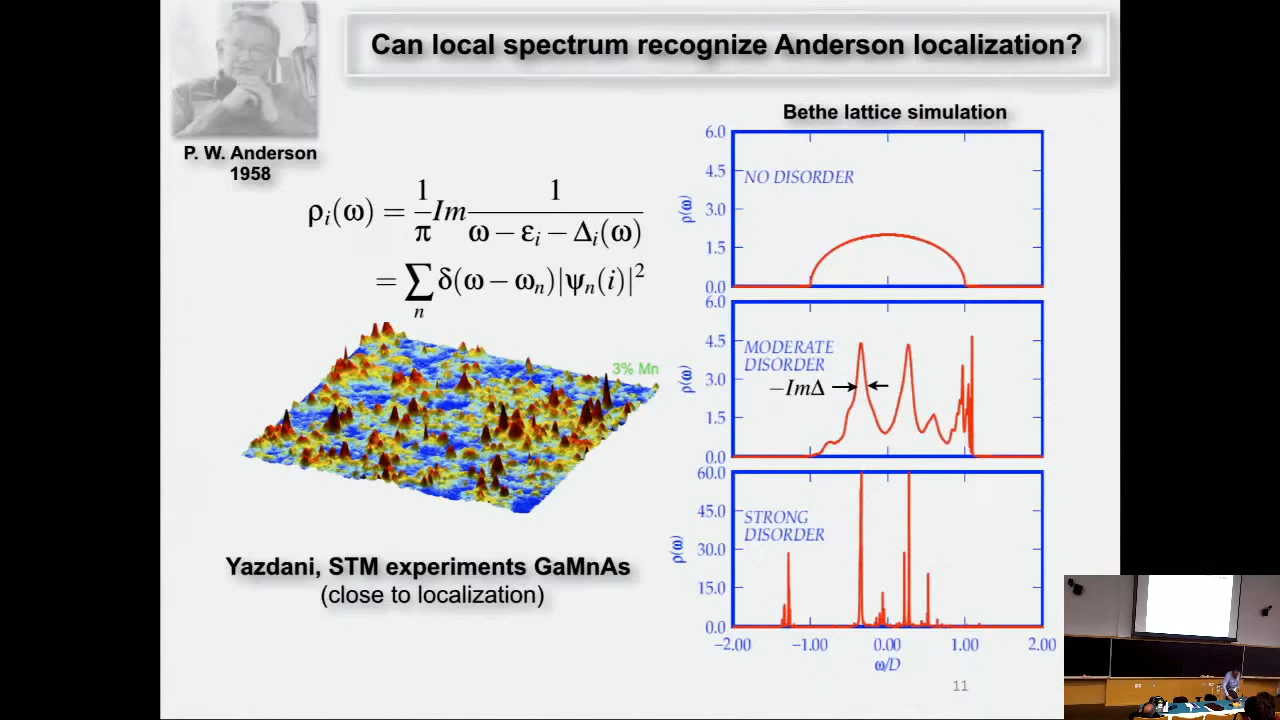 Can local spectrum recognize Anderson localization?
P. W. Anderson
1958
ρi(ω) = 1/π Im 1/(ω − εi − Δi(ω))
= ∑n δ(ω − ωn)|ψn(i)|²
3% Mn
Yazdani, STM experiments GaMnAs
(close to localization)
Bethe lattice simulation
6.0
4.5
3.0
1.5
0.0
ρ(ω)
NO DISORDER
6.0
4.5
3.0
1.5
0.0
ρ(ω)
MODERATE
DISORDER
−ImΔ
60.0
45.0
30.0
15.0
0.0
ρ(ω)
STRONG
DISORDER
−2.00 −1.00 0.00 1.00 2.00
ω/D
11